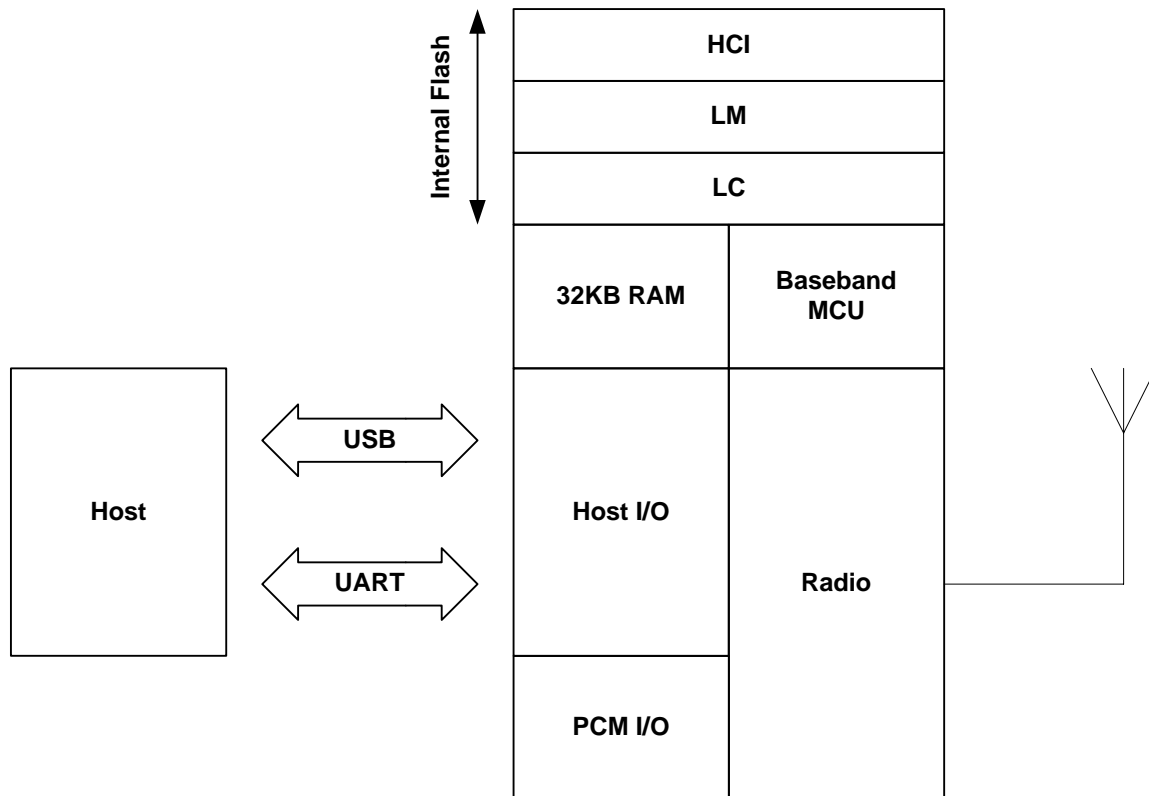 HCI
Internal Flash
LM
LC
32KB RAM
Baseband
MCU
USB
Host
Host I/O
UART
Radio
PCM I/O